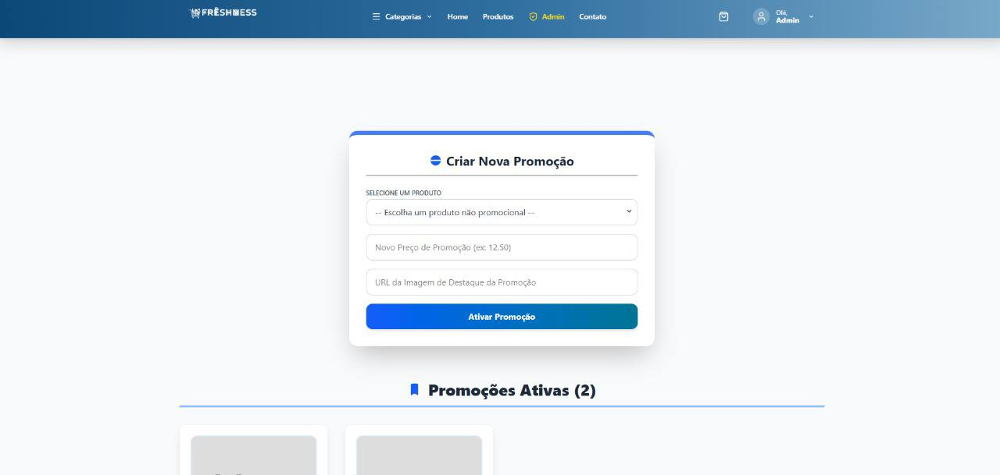 FRESHNESS
Categorias Home Produtos Admin Contato
Olá,
Admin
Criar Nova Promoção
SELECIONE UM PRODUTO
-- Escolha um produto não promocional --
Novo Preço de Promoção (ex: 12.50)
URL da Imagem de Destaque da Promoção
Ativar Promoção
Promoções Ativas (2)